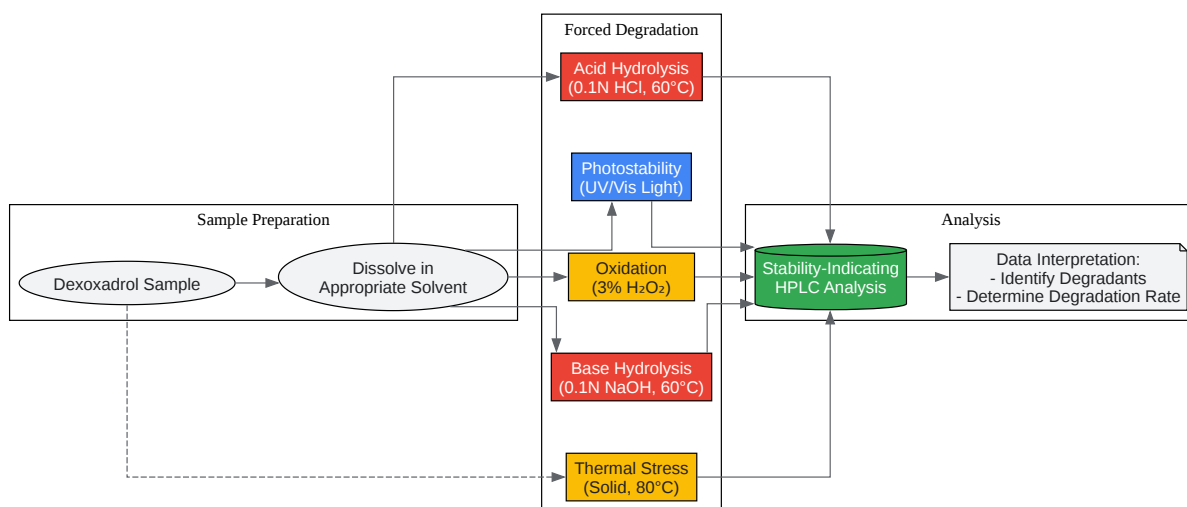 Forced Degradation
Acid Hydrolysis
(0.1N HCl, 60°C)
Photostability
(UV/Vis Light)
Sample Preparation
Analysis
Dexoxadrol Sample
Dissolve in
Appropriate Solvent
Oxidation
(3% H₂O₂)
Stability-Indicating
HPLC Analysis
Data Interpretation:
- Identify Degradants
- Determine Degradation Rate
Base Hydrolysis
(0.1N NaOH, 60°C)
Thermal Stress
(Solid, 80°C)